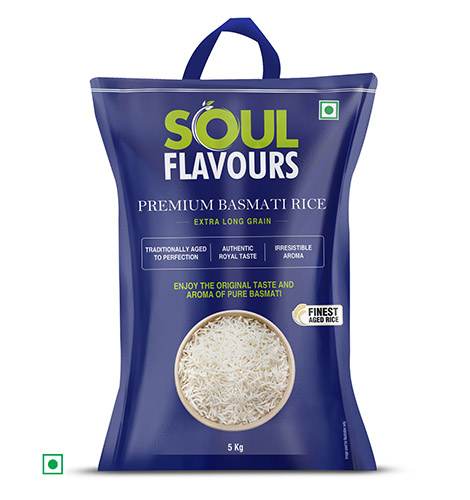 SOUL
FLAVOURS
PREMIUM BASMATI RICE
EXTRA LONG GRAIN
TRADITIONALLY AGED
TO PERFECTION
AUTHENTIC
ROYAL TASTE
IRRESISTIBLE
AROMA
ENJOY THE ORIGINAL TASTE AND
AROMA OF PURE BASMATI
FINEST
AGED RICE
5 Kg